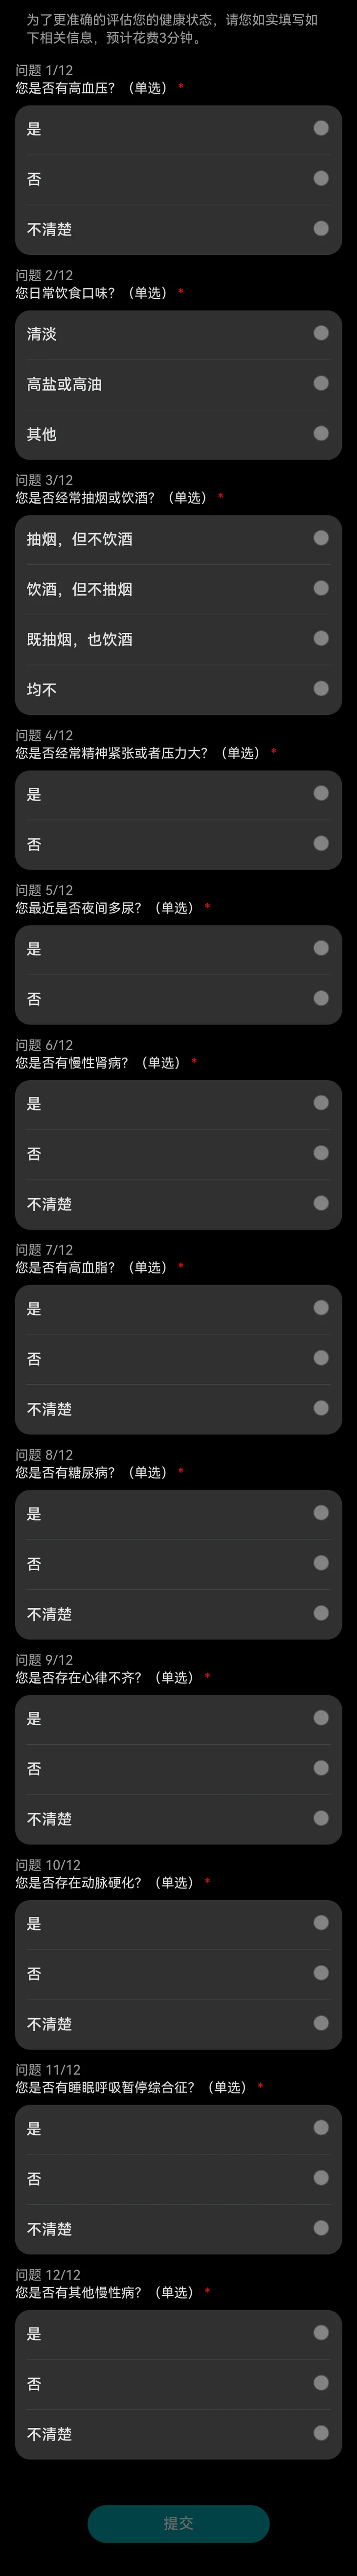 为了更准确的评估您的健康状态，请您如实填写如
下相关信息，预计花费3分钟。
问题 1/12
您是否有高血压？（单选） *
是
否
不清楚
问题 2/12
您日常饮食口味？（单选） *
清淡
高盐或高油
其他
问题 3/12
您是否经常抽烟或饮酒？（单选） *
抽烟，但不饮酒
饮酒，但不抽烟
既抽烟，也饮酒
均不
问题 4/12
您是否经常精神紧张或者压力大？（单选） *
是
否
问题 5/12
您最近是否夜间多尿？（单选） *
是
否
问题 6/12
您是否有慢性肾病？（单选） *
是
否
不清楚
问题 7/12
您是否有高血脂？（单选） *
是
否
不清楚
问题 8/12
您是否有糖尿病？（单选） *
是
否
不清楚
问题 9/12
您是否存在心律不齐？（单选） *
是
否
不清楚
问题 10/12
您是否存在动脉硬化？（单选） *
是
否
不清楚
问题 11/12
您是否有睡眠呼吸暂停综合征？（单选） *
是
否
不清楚
问题 12/12
您是否有其他慢性病？（单选） *
是
否
不清楚
提交